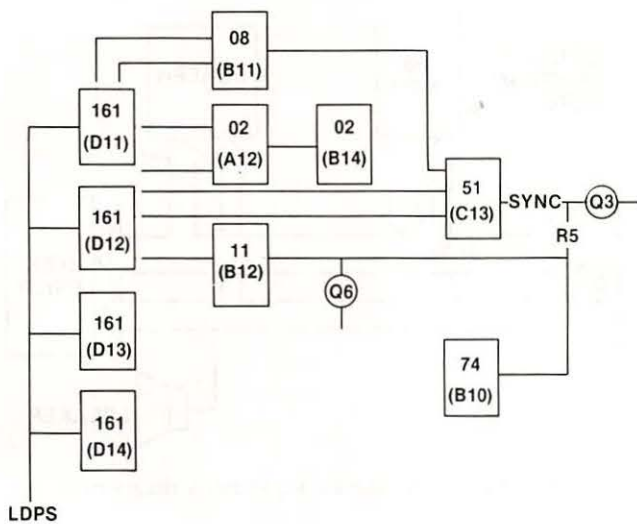 08
(B11)
161
(D11)
02
(A12)
02
(B14)
51
(C13)
SYNC
Q3
R5
161
(D12)
11
(B12)
Q6
161
(D13)
74
(B10)
161
(D14)
LDPS